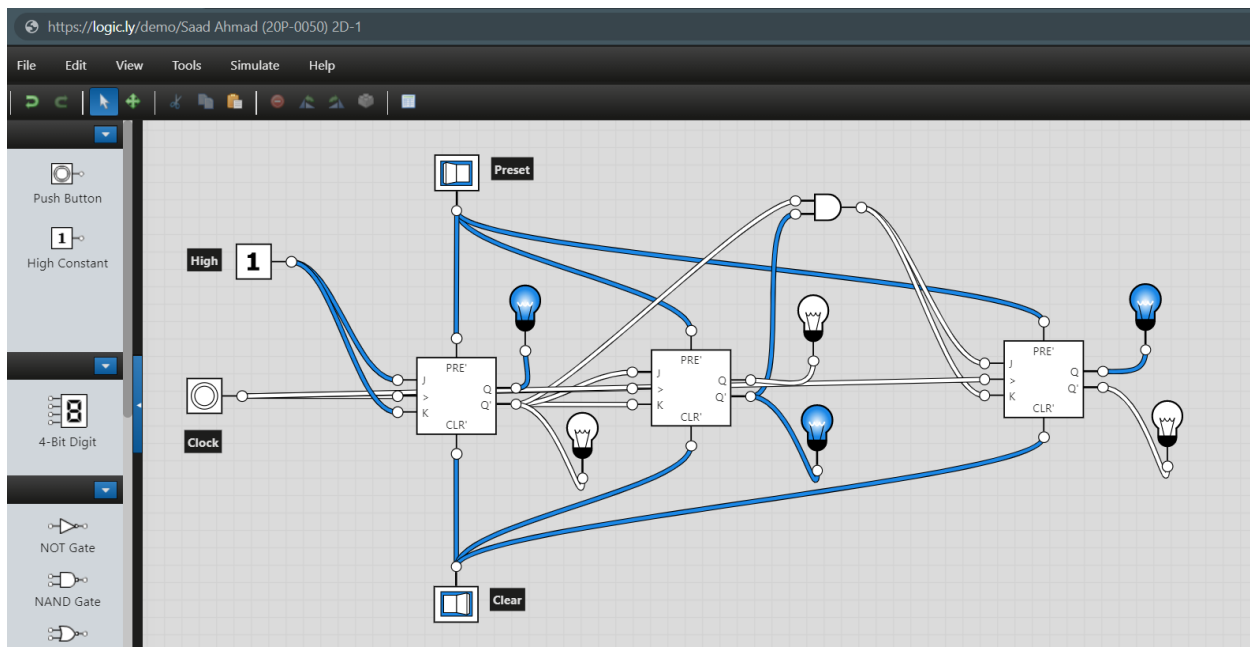 https://logic.ly/demo/Saad Ahmad (20P-0050) 2D-1
File Edit View Tools Simulate Help
Push Button
1
High Constant
8
4-Bit Digit
NOT Gate
NAND Gate
Preset
High
1
Clock
PRE'
J
>
K
Q
Q'
CLR'
PRE'
J
>
K
Q
Q'
CLR'
PRE'
J
>
K
Q
Q'
CLR'
Clear